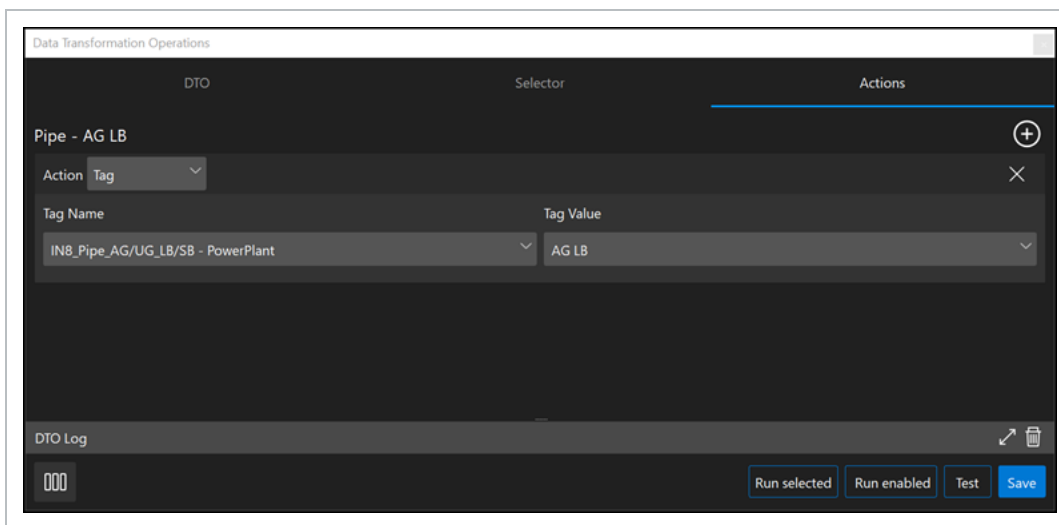 Data Transformation Operations
DTO Selector Actions
Pipe - AG LB
Action Tag
Tag Name Tag Value
IN8_Pipe_AG/UG_LB/SB - PowerPlant AG LB
DTO Log
Run selected Run enabled Test Save